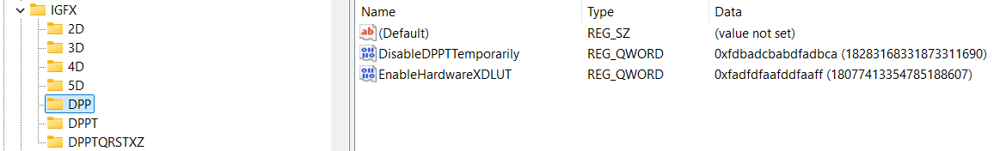 IGFX
2D
3D
4D
5D
DPP
DPPT
DPPTQRSTXZ
Name Type Data
(Default) REG_SZ (value not set)
DisableDPPTTemporarily REG_QWORD 0xfdbadcbabdfadbca (18283168331873311690)
EnableHardwareXDLUT REG_QWORD 0xfadfdfaafddfaaff (18077413354785188607)